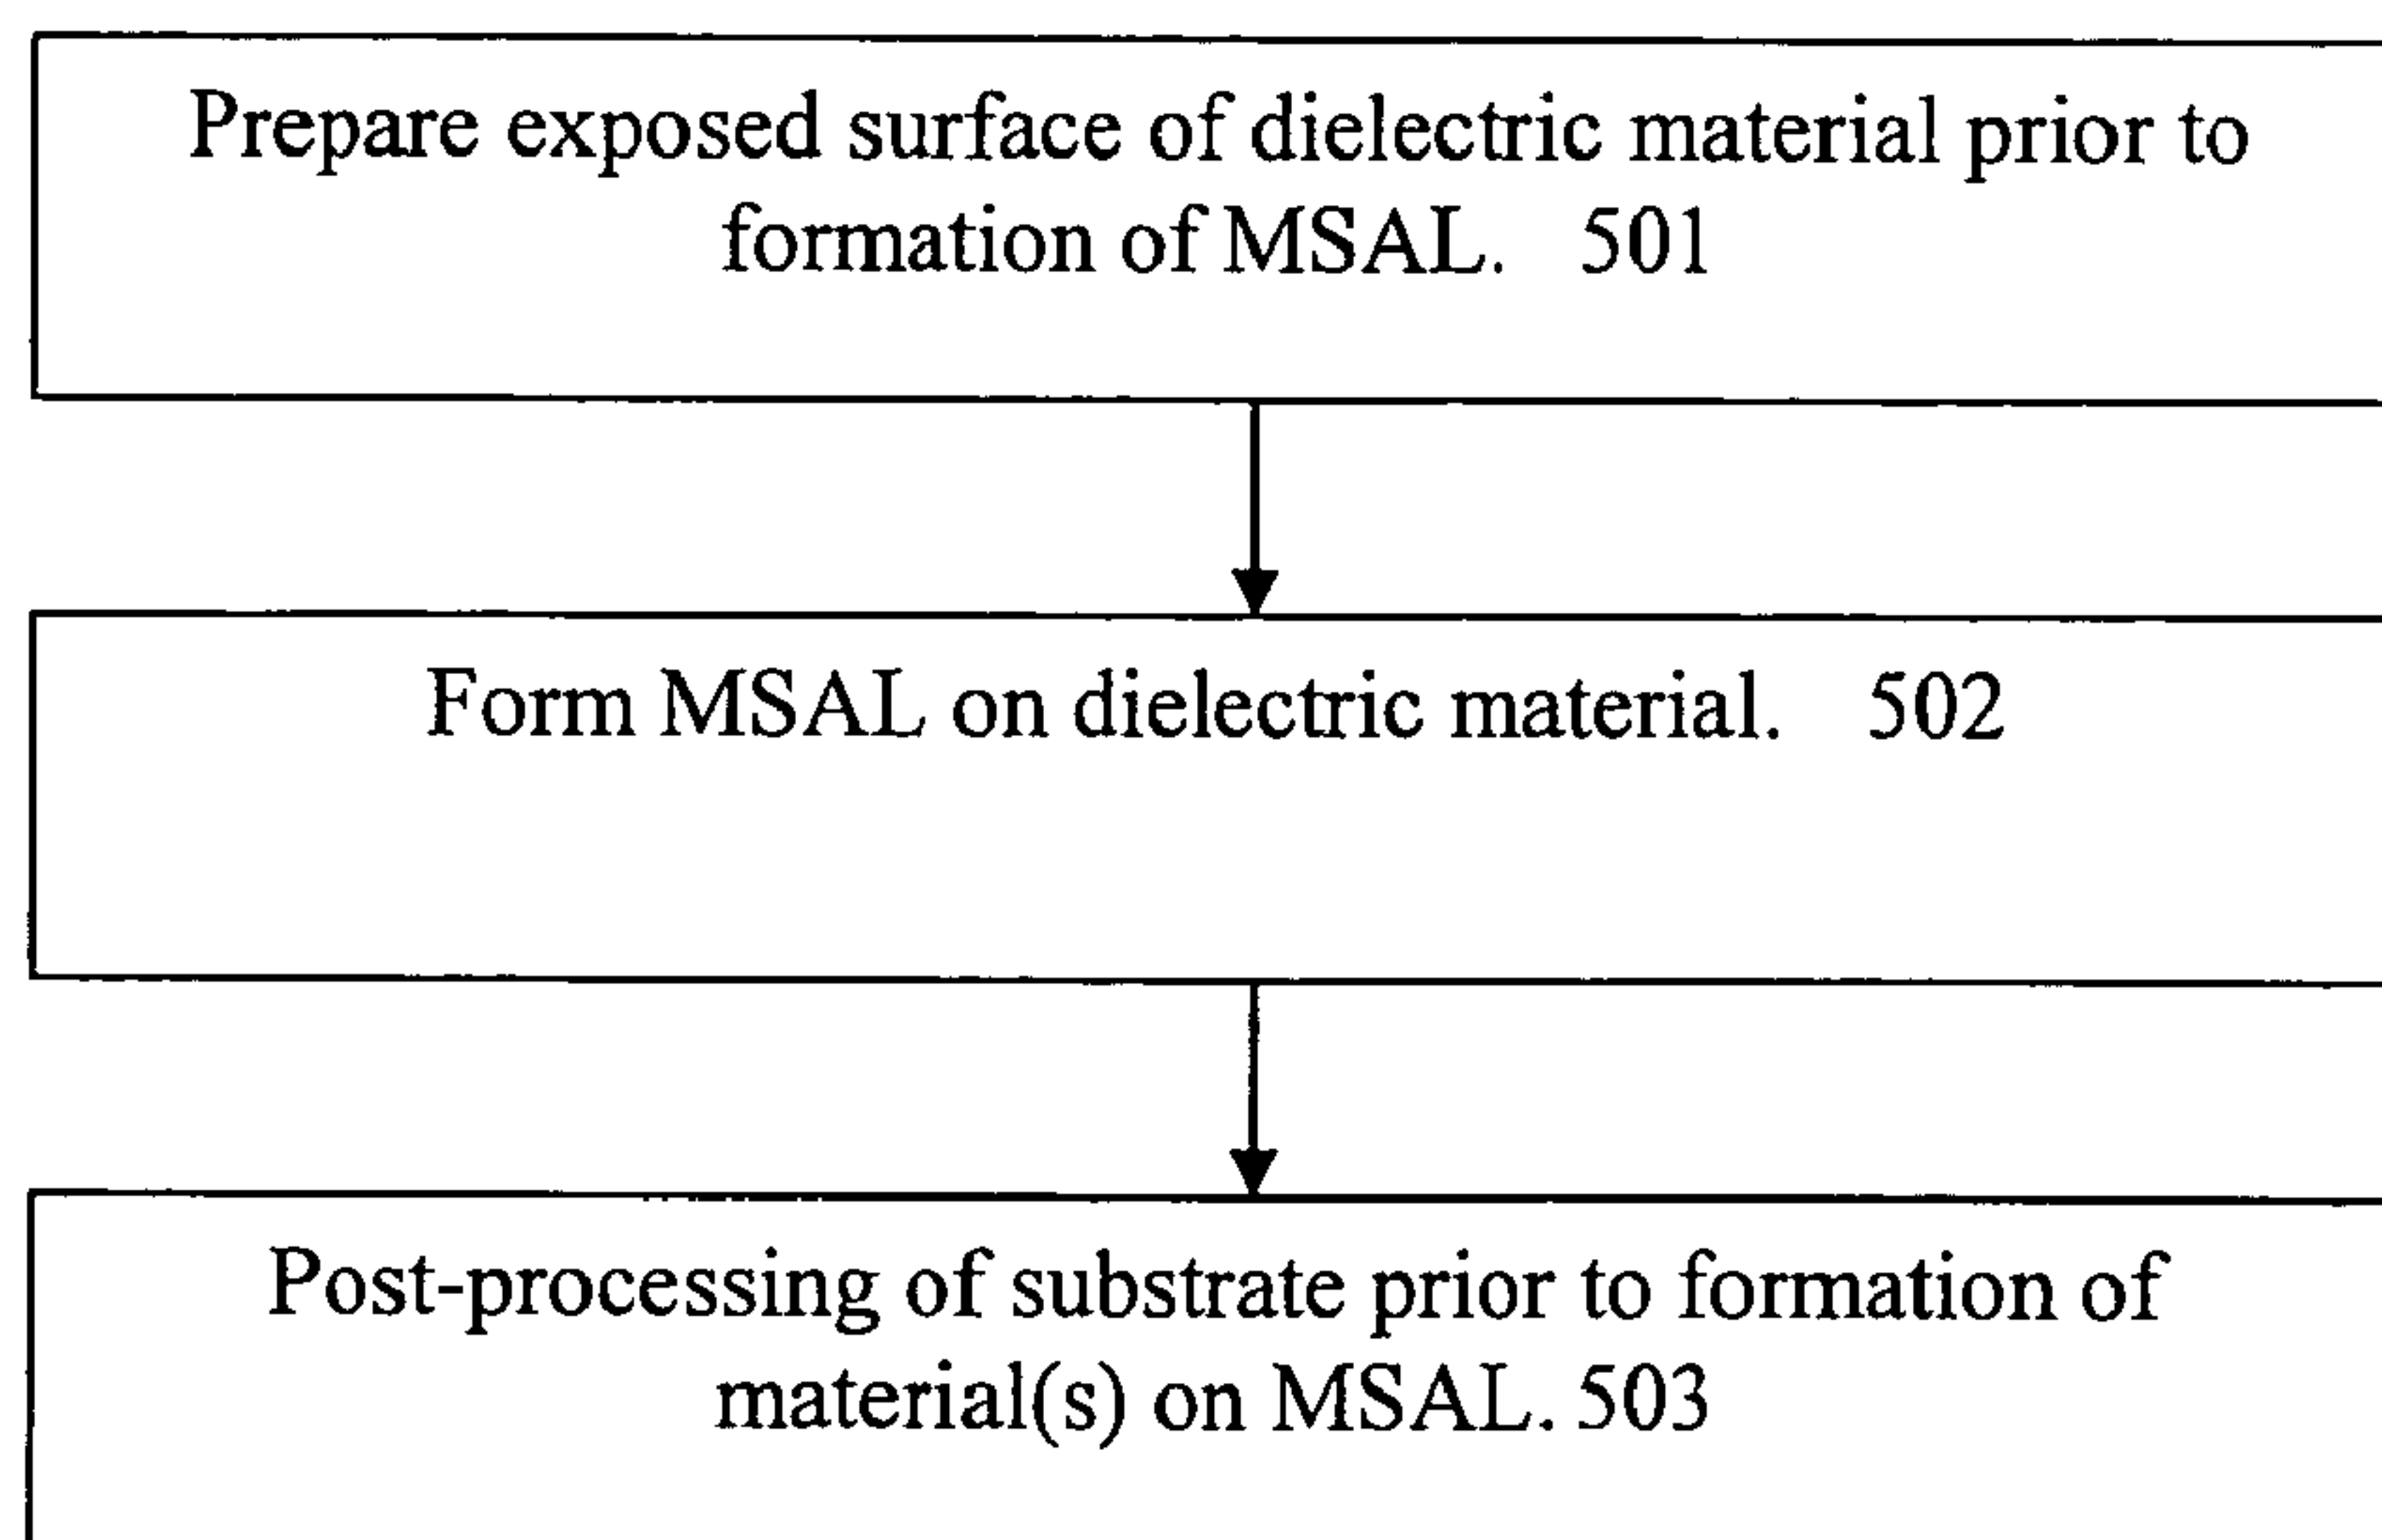 Prepare exposed surface of dielectric material prior to
formation of MSAL. 501
Form MSAL on dielectric material. 502
Post-processing of substrate prior to formation of
material(s) on MSAL. 503